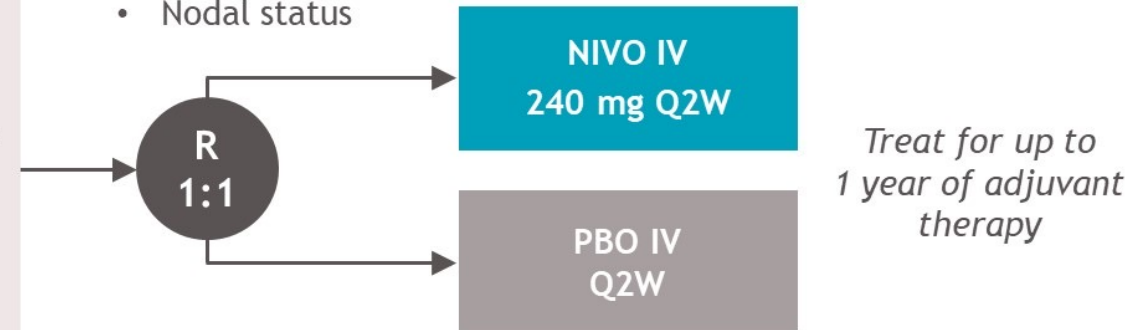 • Nodal status
R
1:1
NIVO IV
240 mg Q2W
PBO IV
Q2W
Treat for up to
1 year of adjuvant
therapy